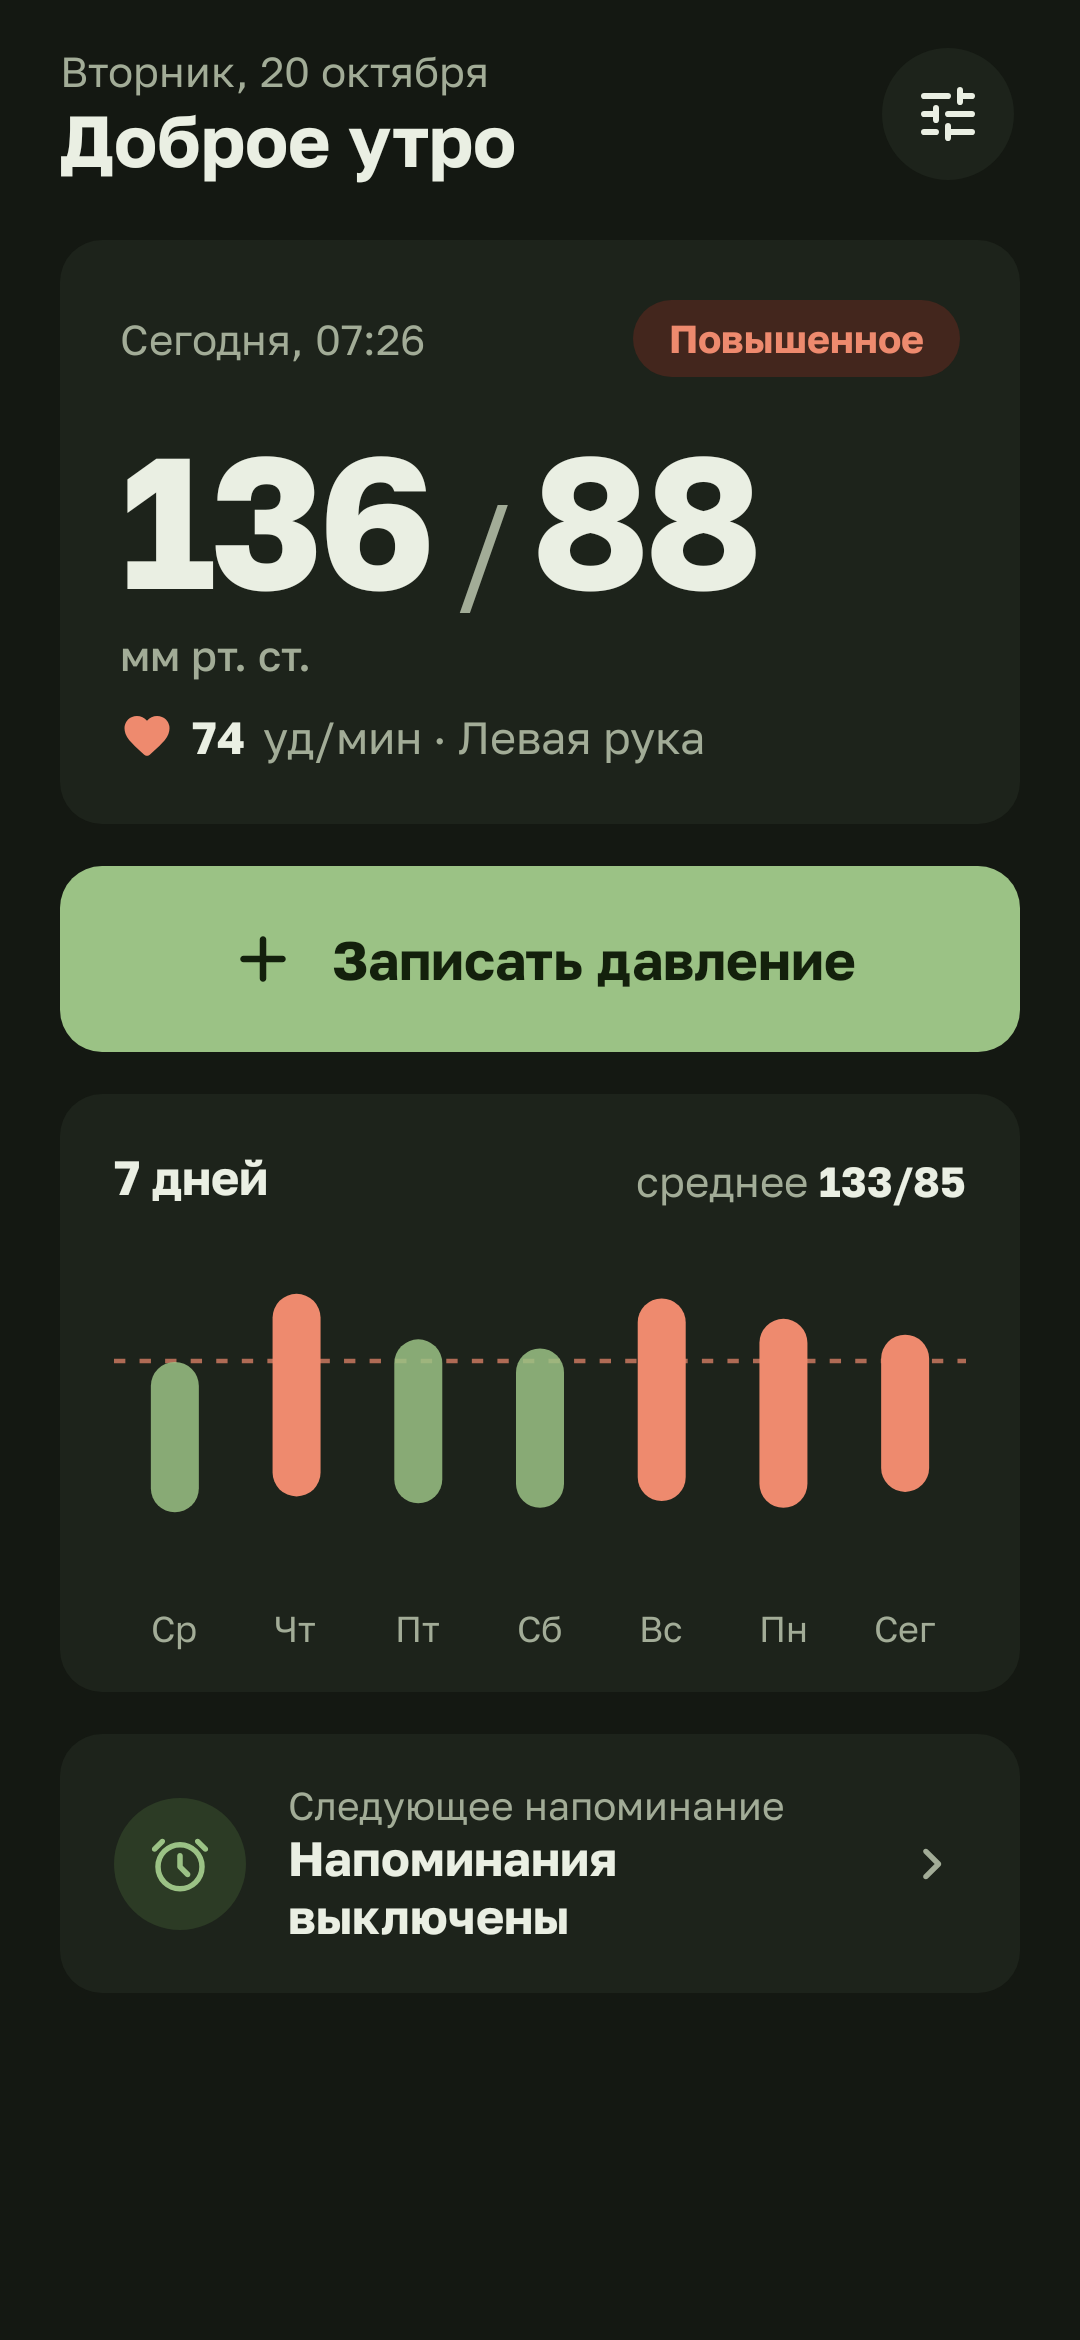 Вторник, 20 октября
Доброе утро
Сегодня, 07:26
Повышенное
136 / 88
мм рт. ст.
74 уд/мин · Левая рука
Записать давление
7 дней
среднее 133/85
Ср Чт Пт Сб Вс Пн Сег
Следующее напоминание
Напоминания
выключены